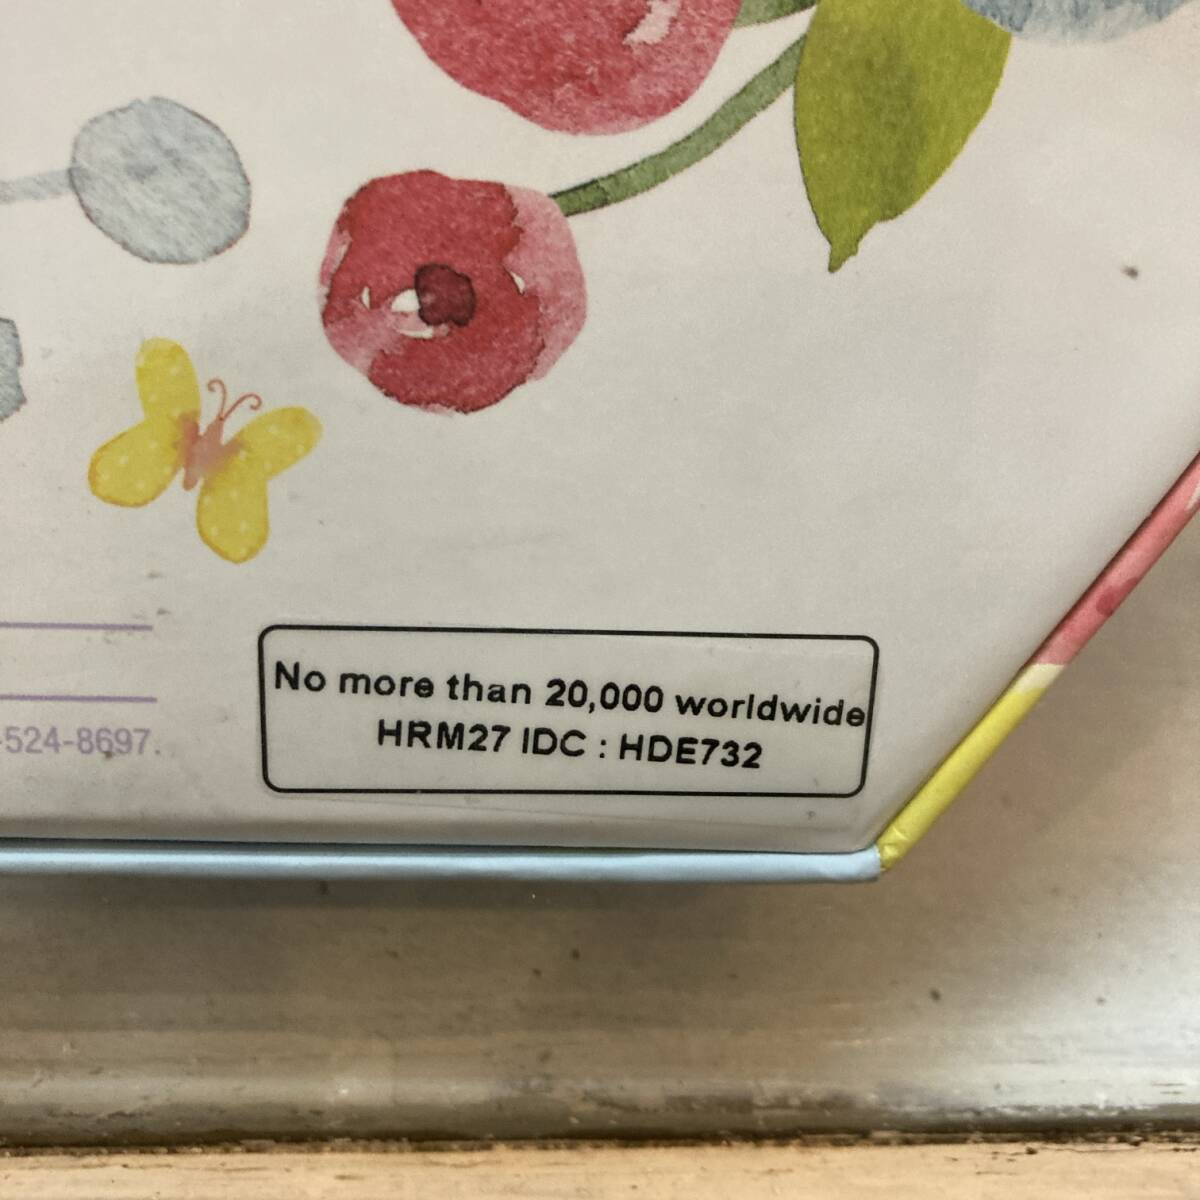 -524-8697.
No more than 20,000 worldwide
HRM27 IDC : HDE732